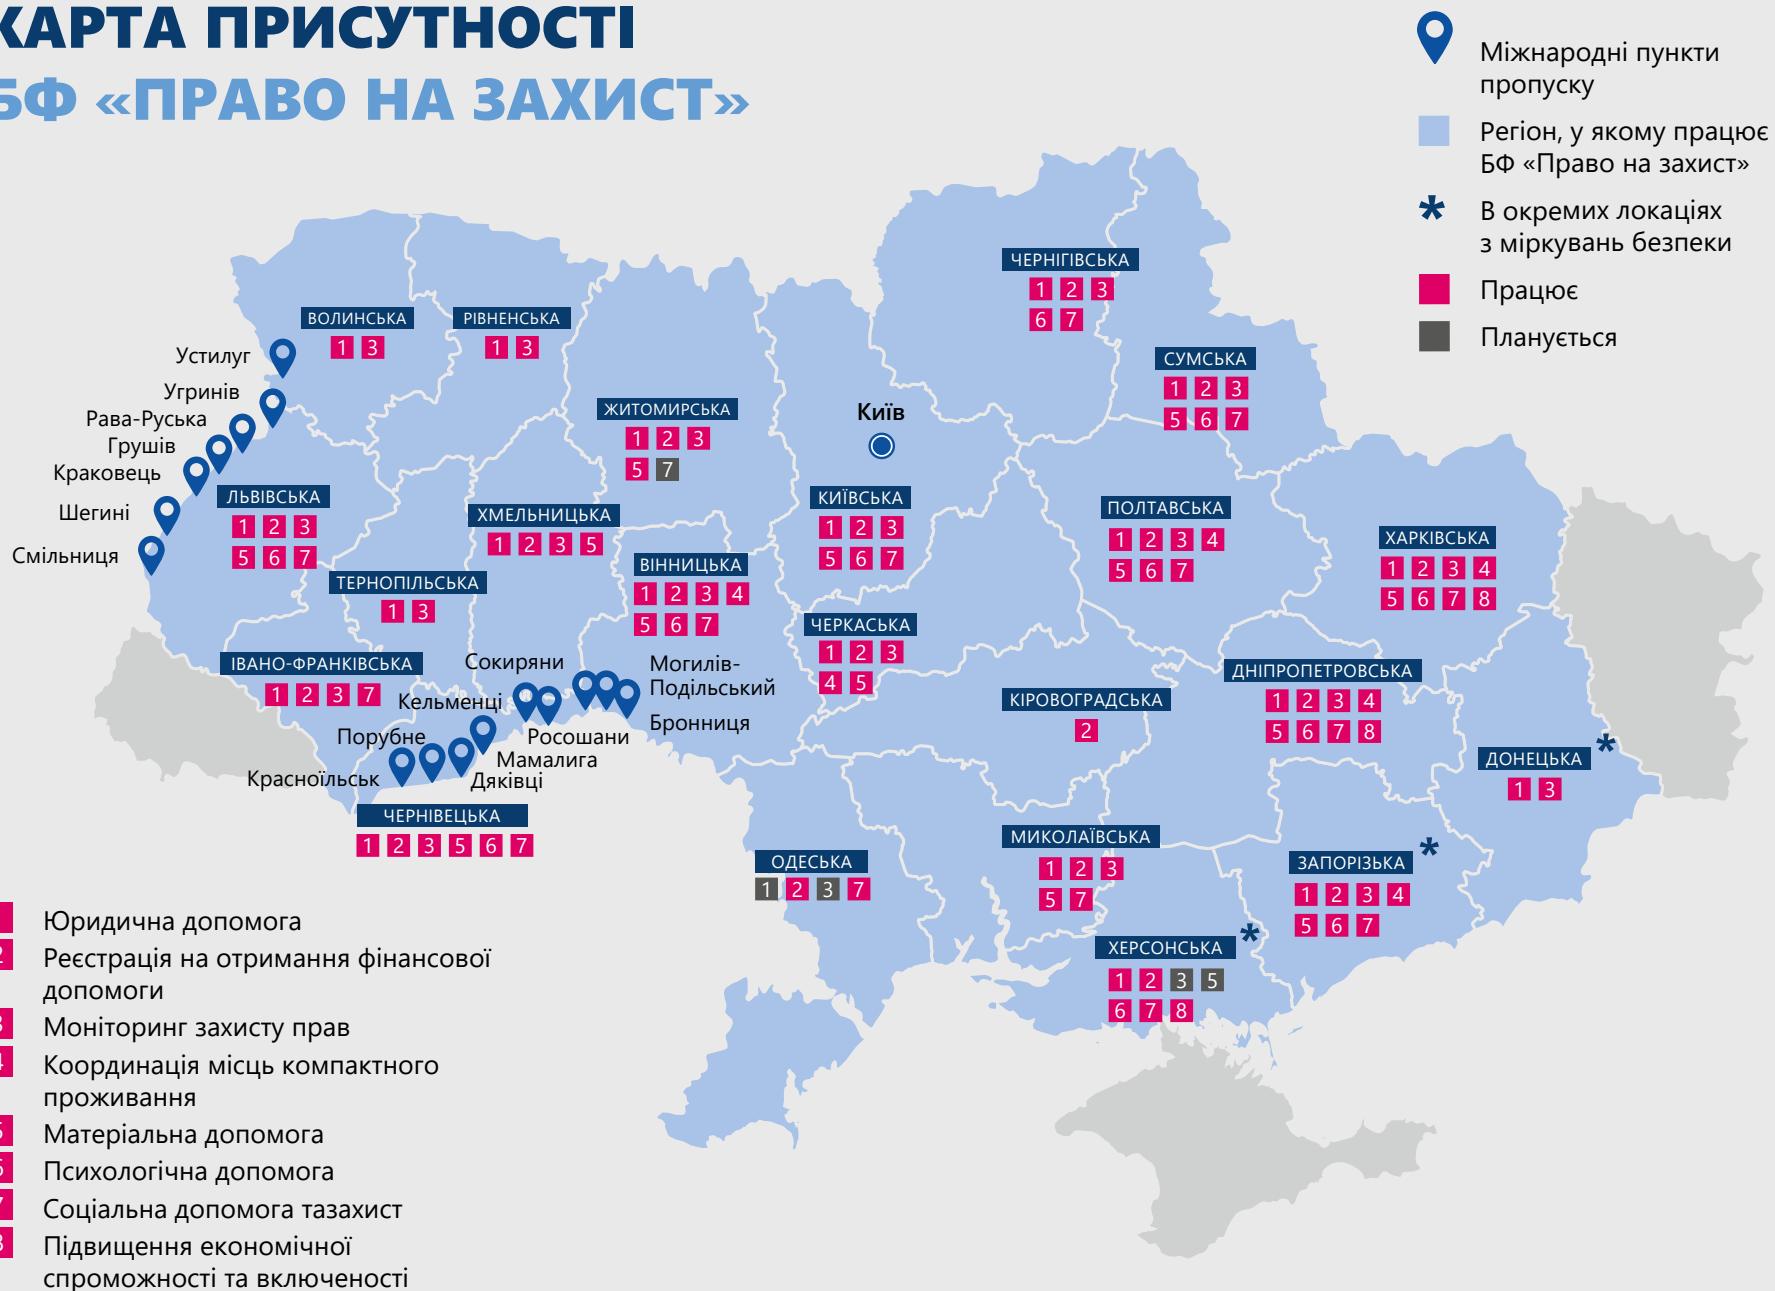 КАРТА ПРИСУТНОСТІ
БФ «ПРАВО НА ЗАХИСТ»
Міжнародні пункти
пропуску
Регіон, у якому працює
БФ «Право на захист»
* В окремих локаціях
з міркувань безпеки
Працює
Планується
ЧЕРНІГІВСЬКА
1 2 3
6 7
ВОЛИНСЬКА
1 3
РІВНЕНСЬКА
1 3
СУМСЬКА
1 2 3
5 6 7
Устилуг
Угринів
Рава-Руська
Грушів
Краковець
Шегині
Смільниця
ЖИТОМИРСЬКА
1 2 3
5 7
Київ
КИЇВСЬКА
1 2 3
5 6 7
ЛЬВІВСЬКА
1 2 3
5 6 7
ХМЕЛЬНИЦЬКА
1 2 3 5
ПОЛТАВСЬКА
1 2 3 4
5 6 7
ХАРКІВСЬКА
1 2 3 4
5 6 7 8
ВІННИЦЬКА
1 2 3 4
5 6 7
ТЕРНОПІЛЬСЬКА
1 3
ЧЕРКАСЬКА
1 2 3
4 5
ІВАНО-ФРАНКІВСЬКА
1 2 3 7
Сокиряни
Могилів-
Подільський
Кельменці
Бронниця
Порубне
Росошани
Мамалига
Красноїльськ
Дяківці
ДНІПРОПЕТРОВСЬКА
1 2 3 4
5 6 7 8
КІРОВОГРАДСЬКА
2
ДОНЕЦЬКА *
1 3
ЧЕРНІВЕЦЬКА
1 2 3 5 6 7
ОДЕСЬКА
1 2 3 7
МИКОЛАЇВСЬКА
1 2 3
5 7
ЗАПОРІЗЬКА *
1 2 3 4
5 6 7
ХЕРСОНСЬКА *
1 2 3 5
6 7 8
Юридична допомога
2 Реєстрація на отримання фінансової
допомоги
3 Моніторинг захисту прав
4 Координація місць компактного
проживання
5 Матеріальна допомога
6 Психологічна допомога
7 Соціальна допомога тазахист
8 Підвищення економічної
спроможності та включеності